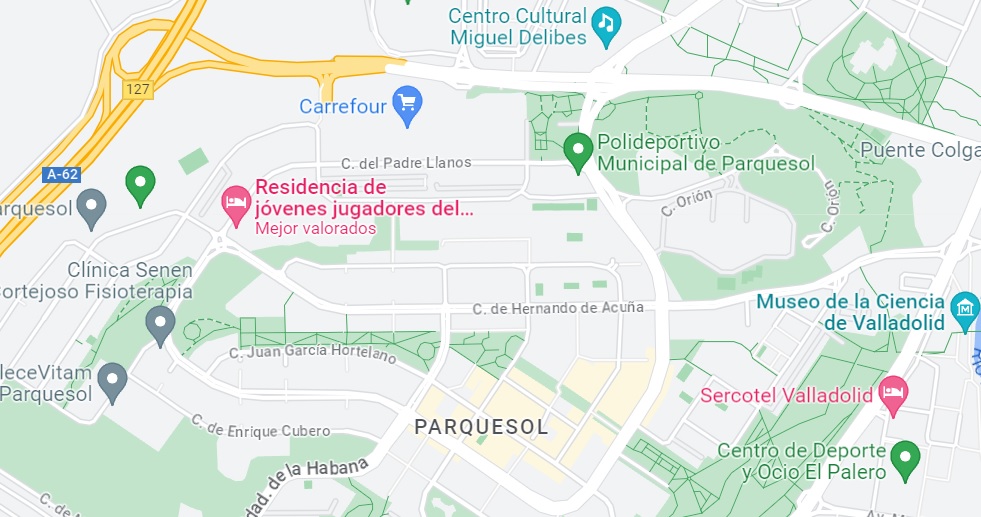 Centro Cultural
Miguel Delibes
127
Carrefour
Polideportivo
Municipal de Parquesol
Puente Colga
C. del Padre Llanos
A-62
Residencia de
jóvenes jugadores del...
Mejor valorados
arquesol
C. Orión
C. Orión
Clínica Senen
Cortejoso Fisioterapia
C. de Hernando de Acuña
Museo de la Ciencia
de Valladolid
C. Juan García Hortelano
leceVitam
Parquesol
Sercotel Valladolid
PARQUESOL
C. de Enrique Cubero
Centro de Deporte
y Ocio El Palero
dad. de la Habana